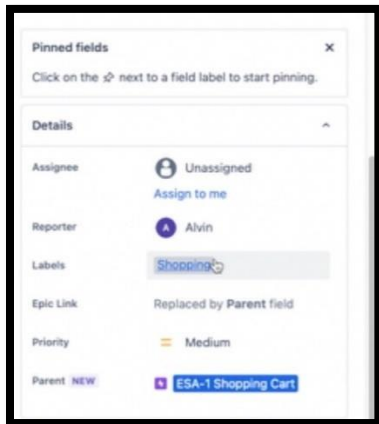 Pinned fields
Click on the next to a field label to start pinning.
Details
Assignee
Unassigned
Assign to me
Reporter
A Alvin
Labels
Shopping
Epic Link
Replaced by Parent field
Priority
Medium
Parent NEW
ESA-1 Shopping Cart